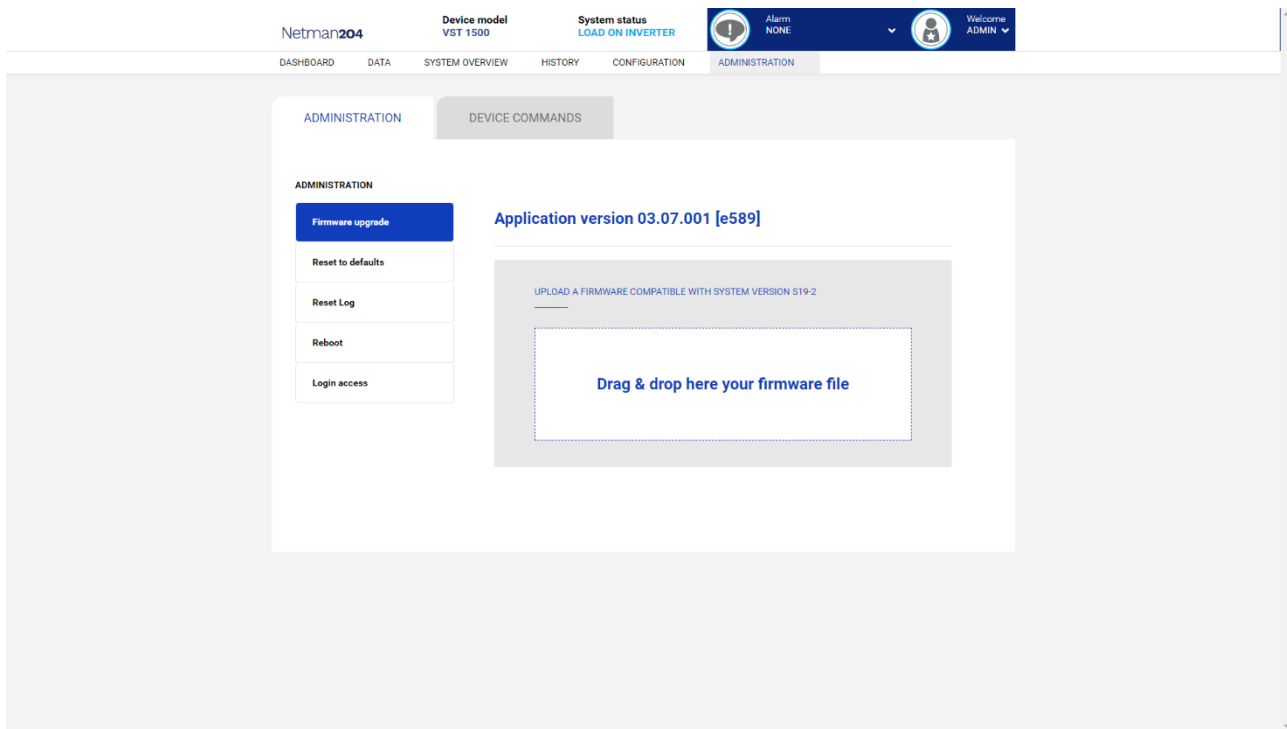 Netman204
Device model
VST 1500
System status
LOAD ON INVERTER
Alarm
NONE
Welcome
ADMIN
DASHBOARD DATA SYSTEM OVERVIEW HISTORY CONFIGURATION ADMINISTRATION
ADMINISTRATION DEVICE COMMANDS
ADMINISTRATION
Firmware upgrade
Reset to defaults
Reset Log
Reboot
Login access
Application version 03.07.001 [e589]
UPLOAD A FIRMWARE COMPATIBLE WITH SYSTEM VERSION S19-2
Drag & drop here your firmware file